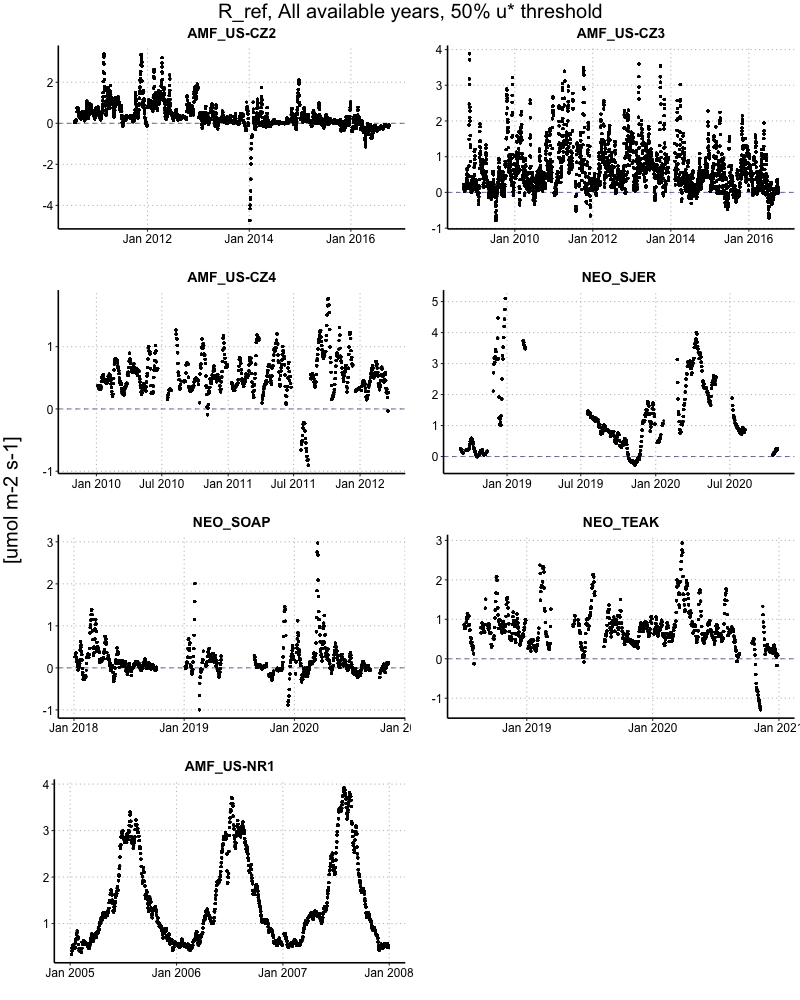 R_ref, All available years, 50% u* threshold
AMF_US-CZ2
2
0
-2
-4
Jan 2012 Jan 2014 Jan 2016
AMF_US-CZ3
4
3
2
1
0
-1
Jan 2010 Jan 2012 Jan 2014 Jan 2016
AMF_US-CZ4
1
0
-1
Jan 2010 Jul 2010 Jan 2011 Jul 2011 Jan 2012
NEO_SJER
5
4
3
2
1
0
Jan 2019 Jul 2019 Jan 2020 Jul 2020
[umol m-2 s-1]
NEO_SOAP
3
2
1
0
-1
Jan 2018 Jan 2019 Jan 2020 Jan 20
NEO_TEAK
3
2
1
0
-1
Jan 2019 Jan 2020 Jan 2021
AMF_US-NR1
4
3
2
1
Jan 2005 Jan 2006 Jan 2007 Jan 2008